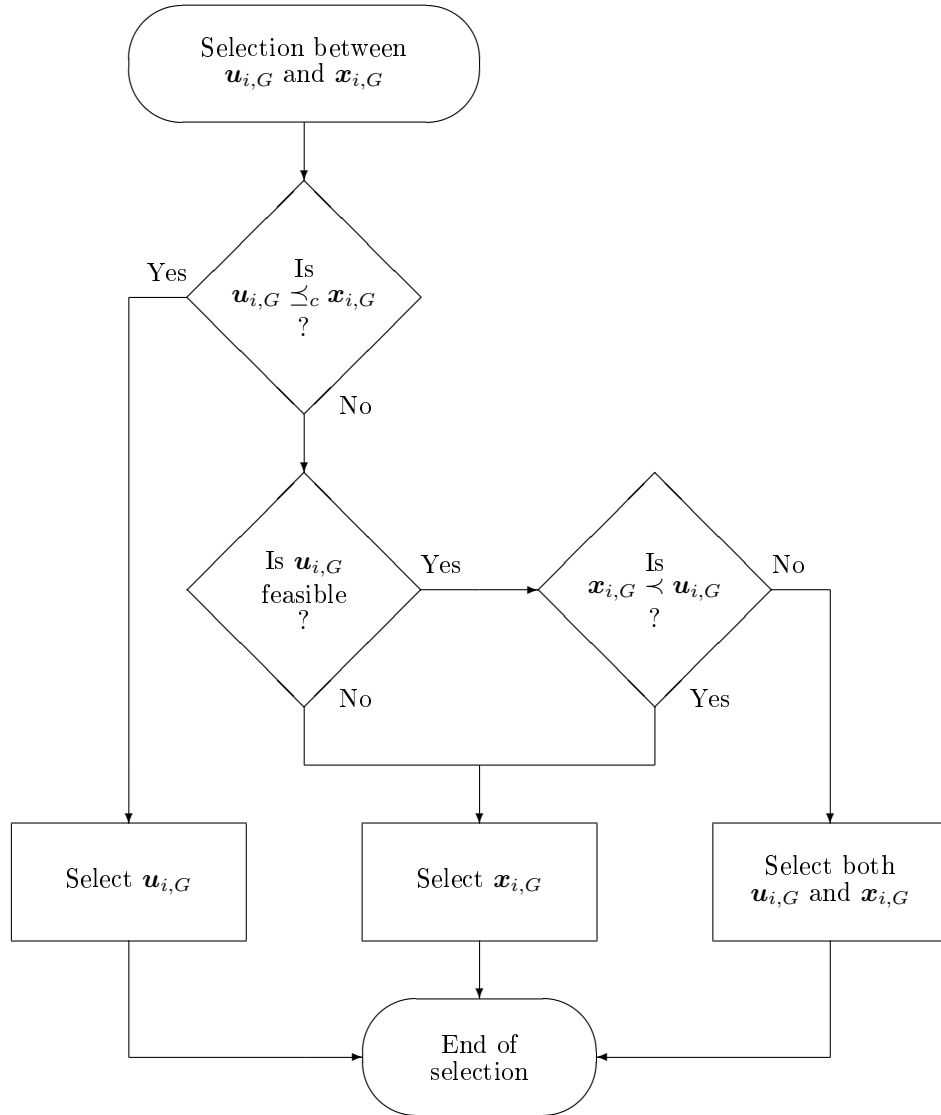 Selection between
u_{i,G} and x_{i,G}
Yes
Is
u_{i,G} ⪯_c x_{i,G}
?
No
Is u_{i,G}
feasible
?
Yes
Is
x_{i,G} ≺ u_{i,G}
?
No
No
Yes
Select u_{i,G}
Select x_{i,G}
Select both
u_{i,G} and x_{i,G}
End of
selection